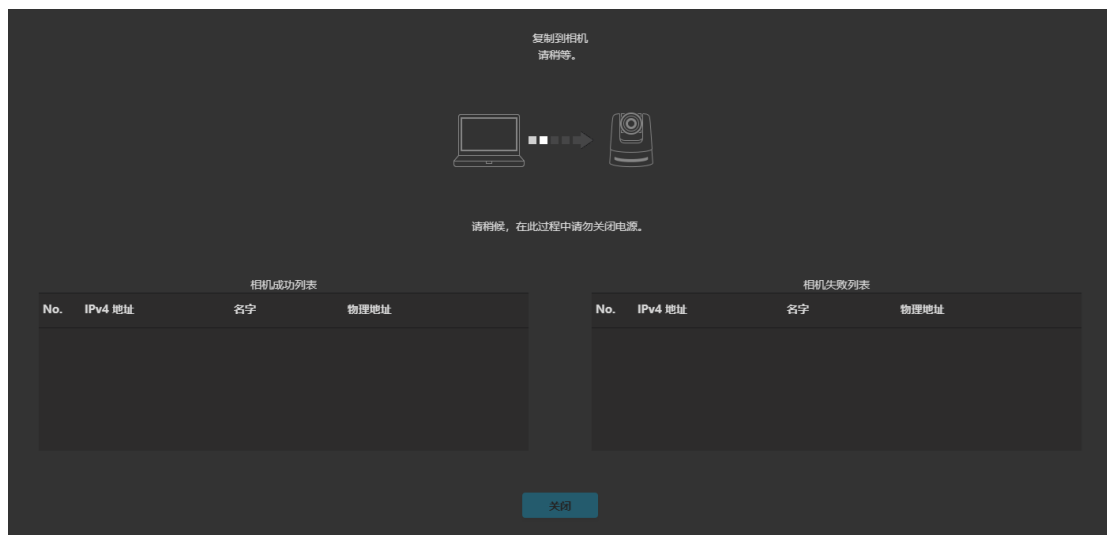 复制到相机
请稍等。
请稍候，在此过程中请勿关闭电源。
相机成功列表
No. IPv4 地址 名字 物理地址
相机失败列表
No. IPv4 地址 名字 物理地址
关闭